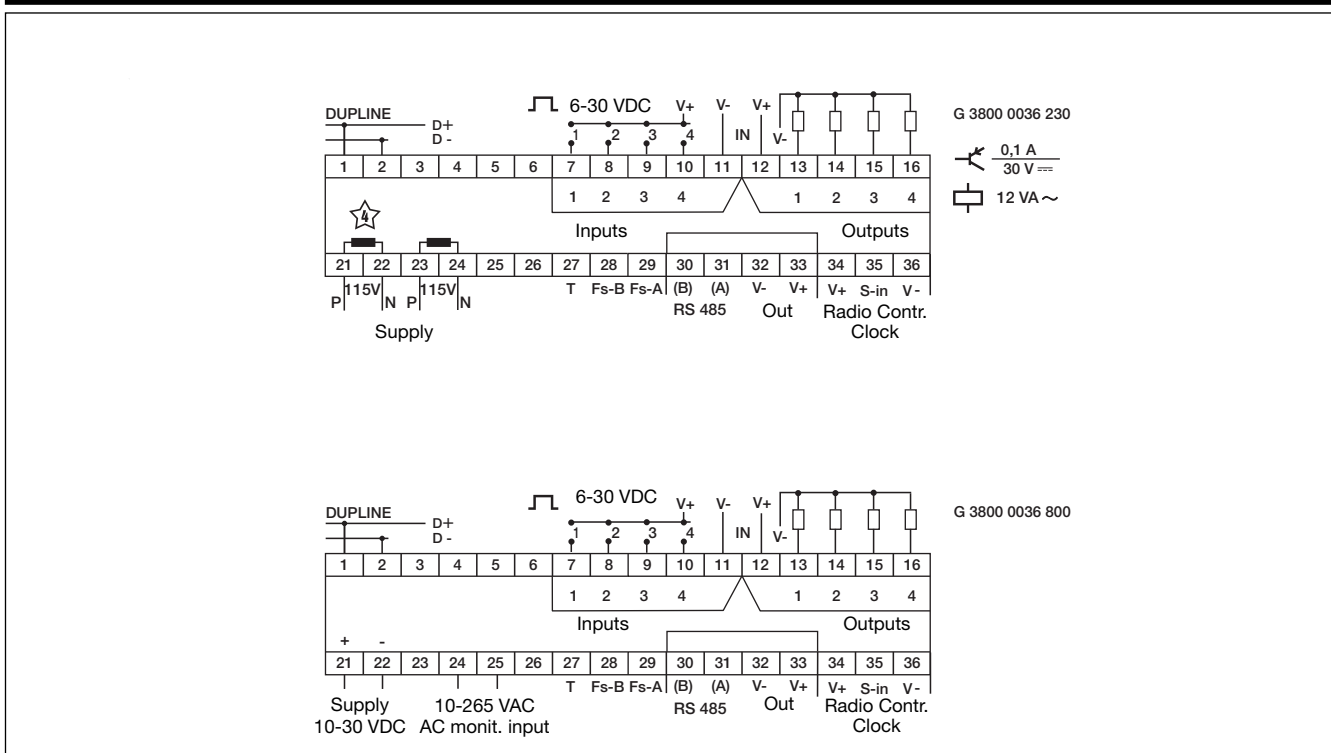 6-30 VDC V+ V- V+
DUPLINE D+ IN V- G 3800 0036 230
D - 1 2 3 4
1 2 3 4 5 6 7 8 9 10 11 12 13 14 15 16
0,1 A
30 V
1 2 3 4 1 2 3 4 12 VA ~
4
Inputs Outputs
21 22 23 24 25 26 27 28 29 30 31 32 33 34 35 36
P 115V N P 115V N T Fs-B Fs-A (B) (A) V- V+ V+ S-in V -
RS 485 Out Radio Contr.
Supply Clock
6-30 VDC V+ V- V+
DUPLINE D+ IN V- G 3800 0036 800
D - 1 2 3 4
1 2 3 4 5 6 7 8 9 10 11 12 13 14 15 16
1 2 3 4 1 2 3 4
Inputs Outputs
+ -
21 22 23 24 25 26 27 28 29 30 31 32 33 34 35 36
T Fs-B Fs-A (B) (A) V- V+ V+ S-in V -
Supply 10-265 VAC RS 485 Out Radio Contr.
10-30 VDC AC monit. input Clock